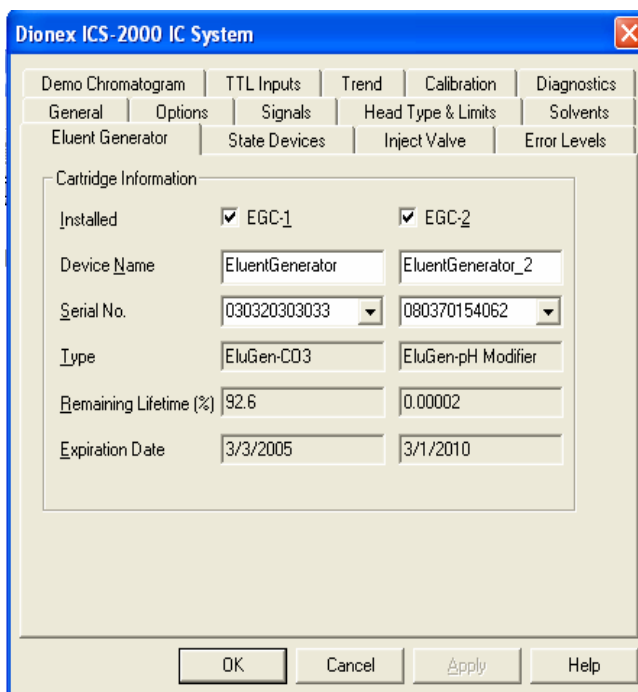 Dionex ICS-2000 IC System
Demo Chromatogram TTL Inputs Trend Calibration Diagnostics
General Options Signals Head Type & Limits Solvents
Eluent Generator State Devices Inject Valve Error Levels
Cartridge Information
Installed EGC-1 EGC-2
Device Name EluentGenerator EluentGenerator_2
Serial No. 030320303033 080370154062
Type EluGen-CO3 EluGen-pH Modifier
Remaining Lifetime (%) 92.6 0.00002
Expiration Date 3/3/2005 3/1/2010
OK Cancel Apply Help